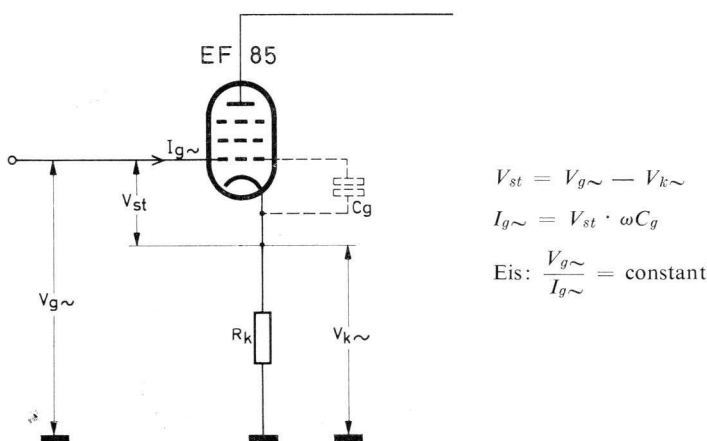 EF 85
Ig~
Vst
Cg
Vg~
Rk
Vk~
Vst = Vg~ — Vk~
Ig~ = Vst · ωCg
Eis: Vg~ / Ig~ = constant